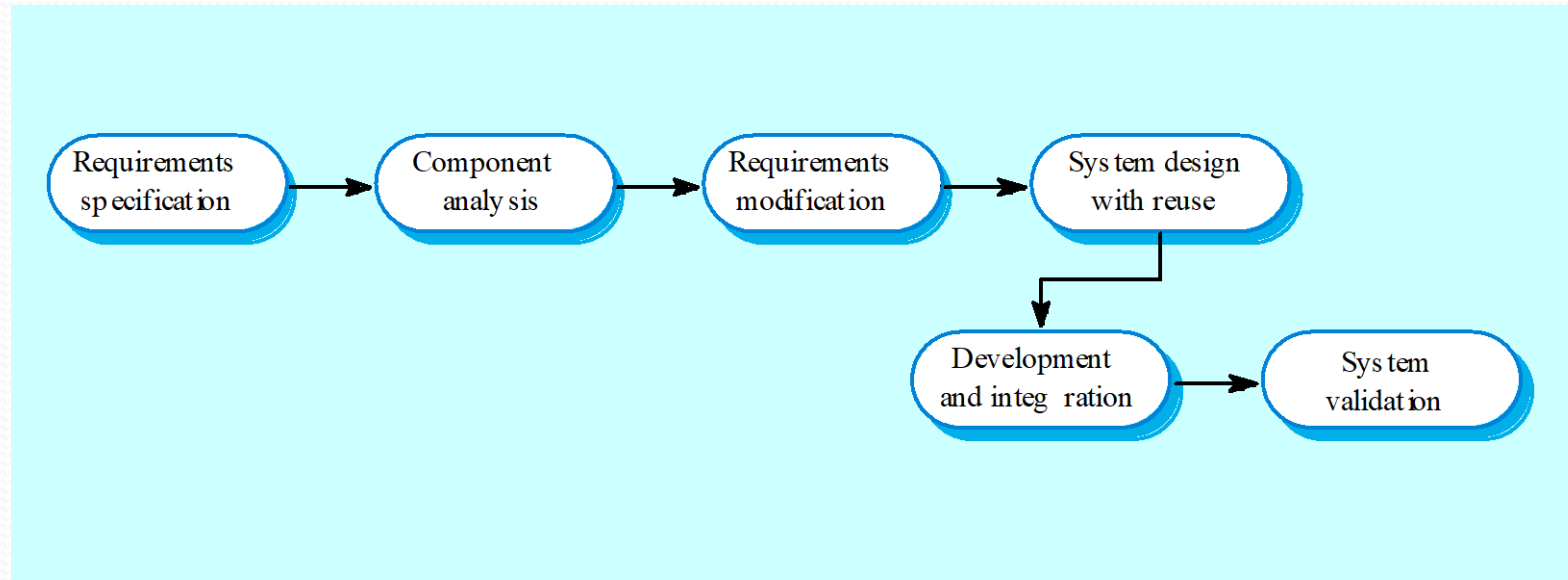 Requirements
specification
Component
analysis
Requirements
modification
System design
with reuse
Development
and integration
System
validation